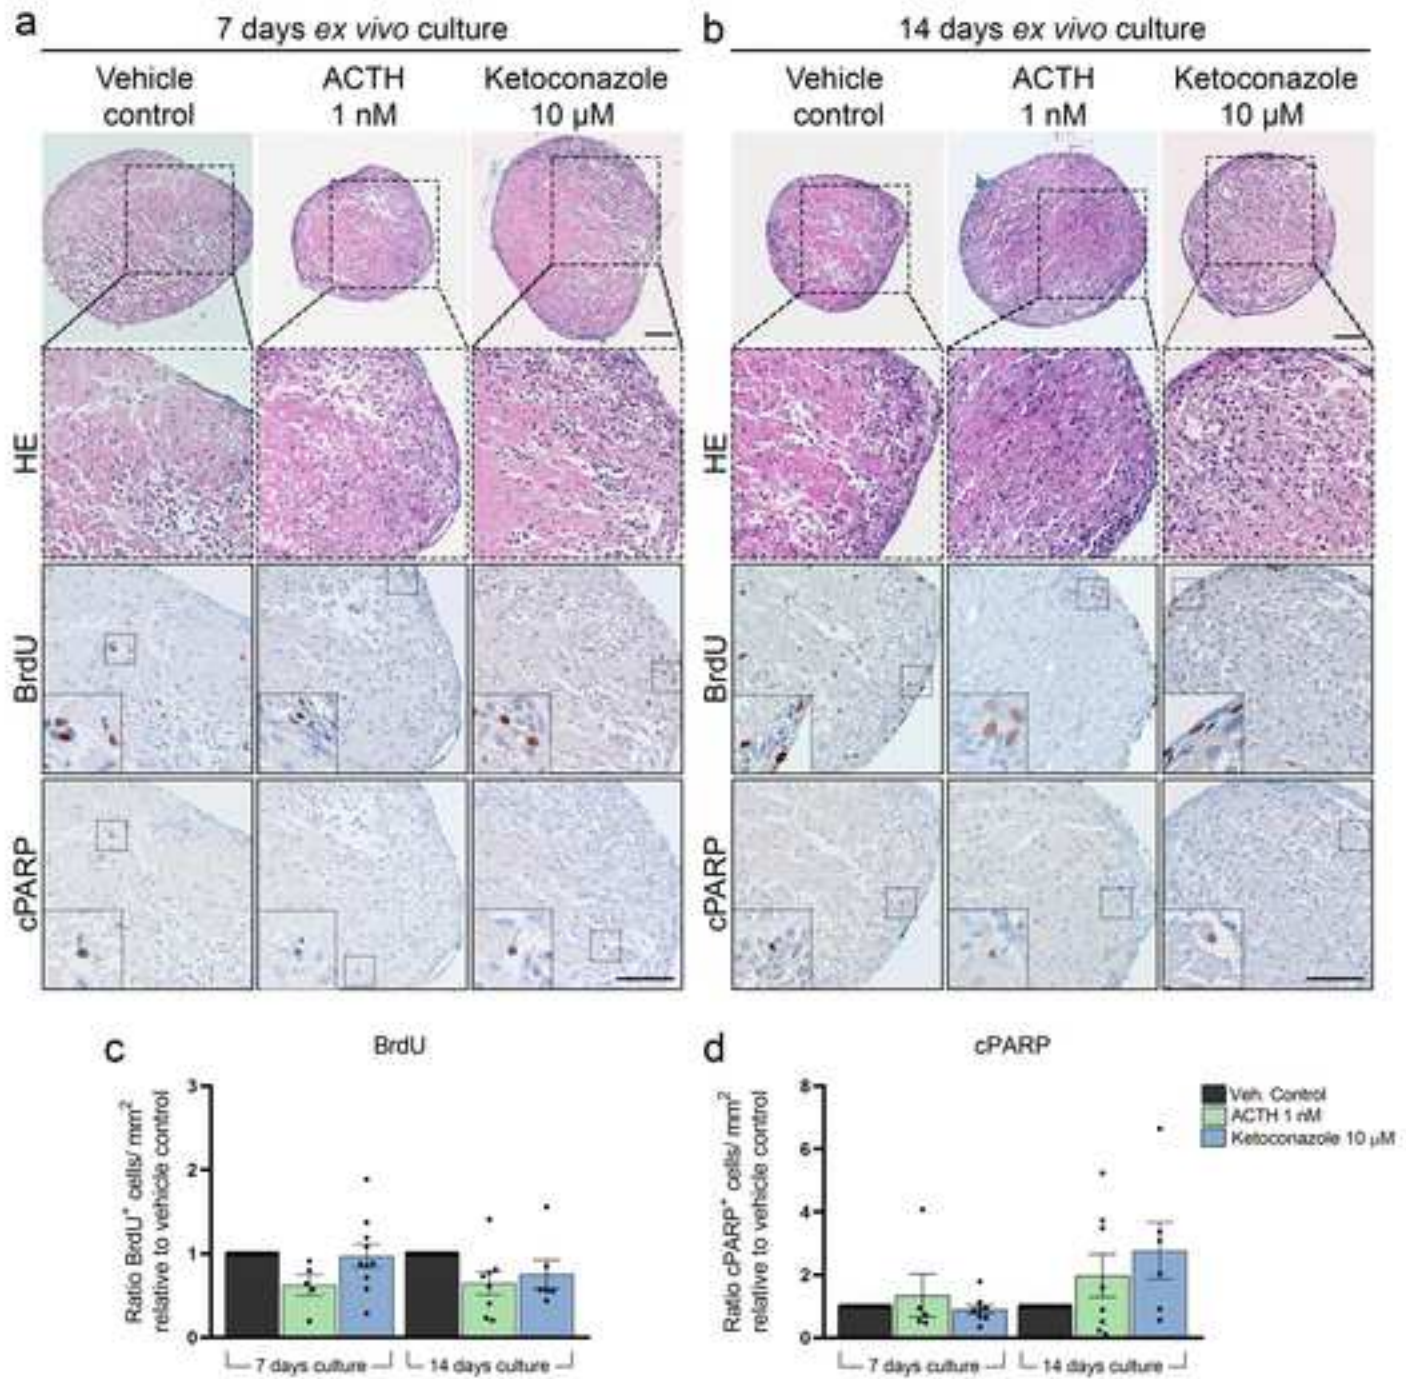 a
7 days ex vivo culture
Vehicle control
ACTH 1 nM
Ketoconazole 10 µM
HE
BrdU
cPARP
b
14 days ex vivo culture
Vehicle control
ACTH 1 nM
Ketoconazole 10 µM
HE
BrdU
cPARP
c
BrdU
Ratio BrdU⁺ cells/ mm²
relative to vehicle control
3
2
1
0
7 days culture
14 days culture
d
cPARP
Ratio cPARP⁺ cells/ mm²
relative to vehicle control
8
6
4
2
0
7 days culture
14 days culture
Veh. Control
ACTH 1 nM
Ketoconazole 10 µM